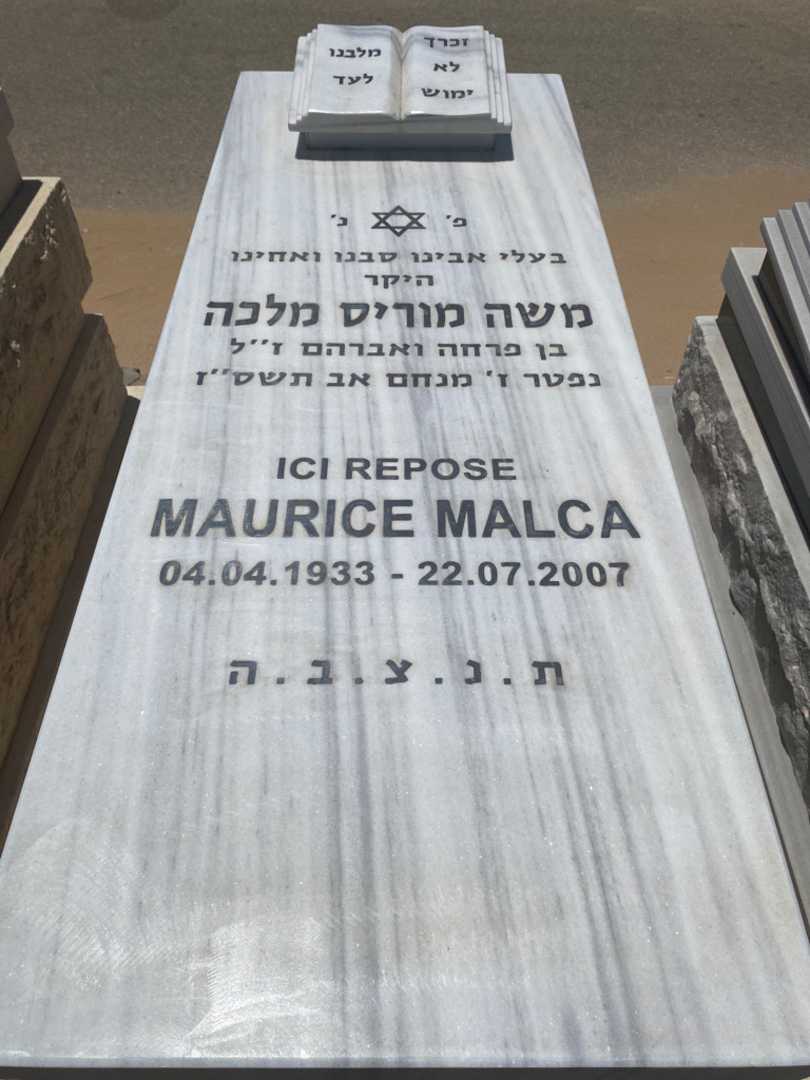 זכרך
לא
ימוש
מלבנו
לעד
פ' נ'
בעלי אבינו סבנו ואחינו
היקר
משה מוריס מלכה
בן פרחה ואברהם ז''ל
נפטר ז' מנחם אב תשס''ז
ICI REPOSE
MAURICE MALCA
04.04.1933 - 22.07.2007
ת.נ.צ.ב.ה